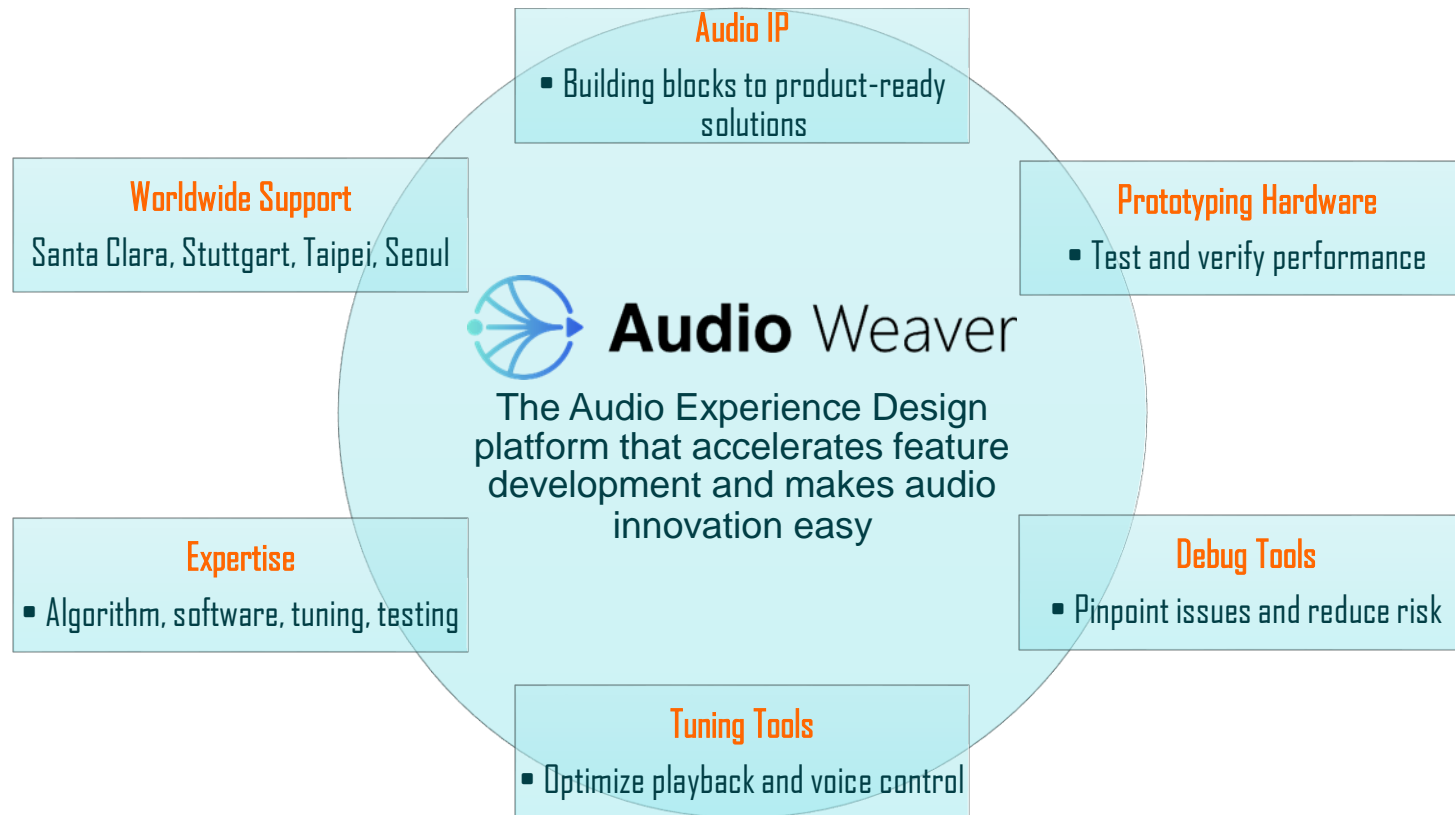 Audio IP
▪ Building blocks to product-ready
solutions
Worldwide Support
Santa Clara, Stuttgart, Taipei, Seoul
Prototyping Hardware
▪ Test and verify performance
Audio Weaver
The Audio Experience Design
platform that accelerates feature
development and makes audio
innovation easy
Expertise
▪ Algorithm, software, tuning, testing
Debug Tools
▪ Pinpoint issues and reduce risk
Tuning Tools
▪ Optimize playback and voice control